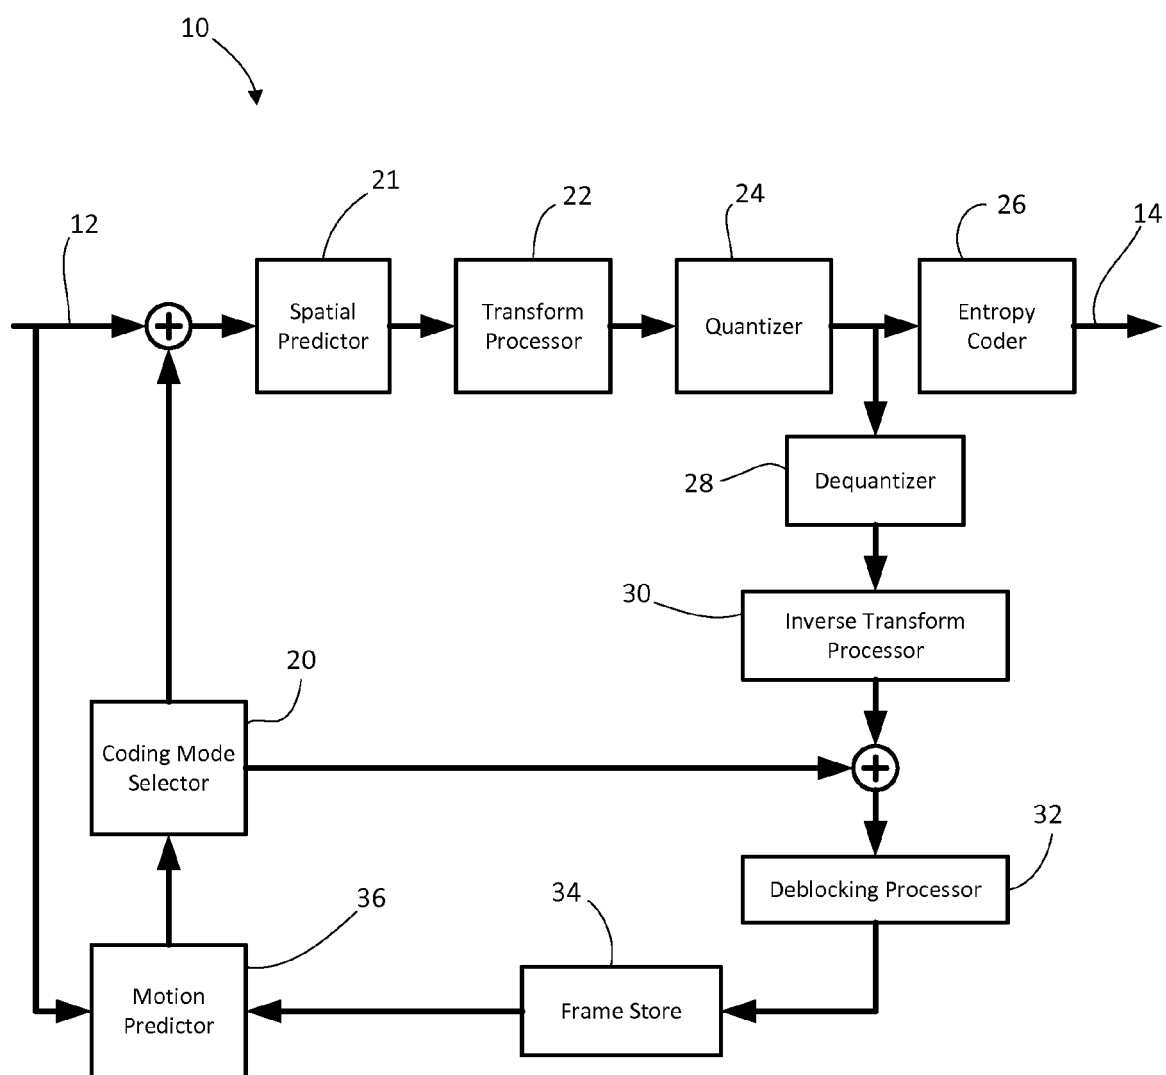 10
12
21
22
24
26
14
Spatial
Predictor
Transform
Processor
Quantizer
Entropy
Coder
28
Dequantizer
30
Inverse Transform
Processor
20
Coding Mode
Selector
32
Deblocking Processor
36
34
Motion
Predictor
Frame Store